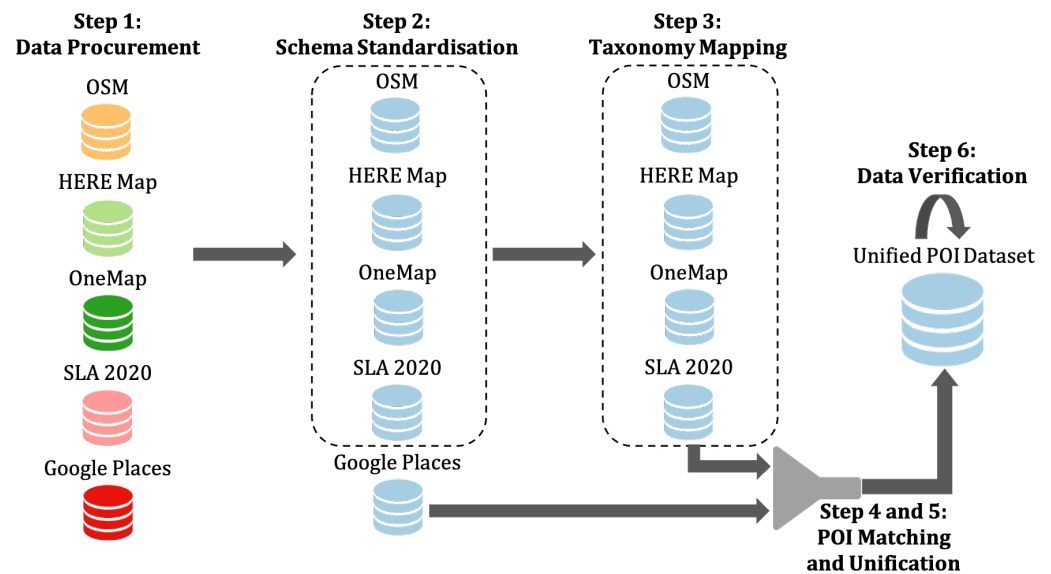 Step 1:
Data Procurement
OSM
HERE Map
OneMap
SLA 2020
Google Places
Step 2:
Schema Standardisation
OSM
HERE Map
OneMap
SLA 2020
Google Places
Step 3:
Taxonomy Mapping
OSM
HERE Map
OneMap
SLA 2020
Step 4 and 5:
POI Matching
and Unification
Step 6:
Data Verification
Unified POI Dataset